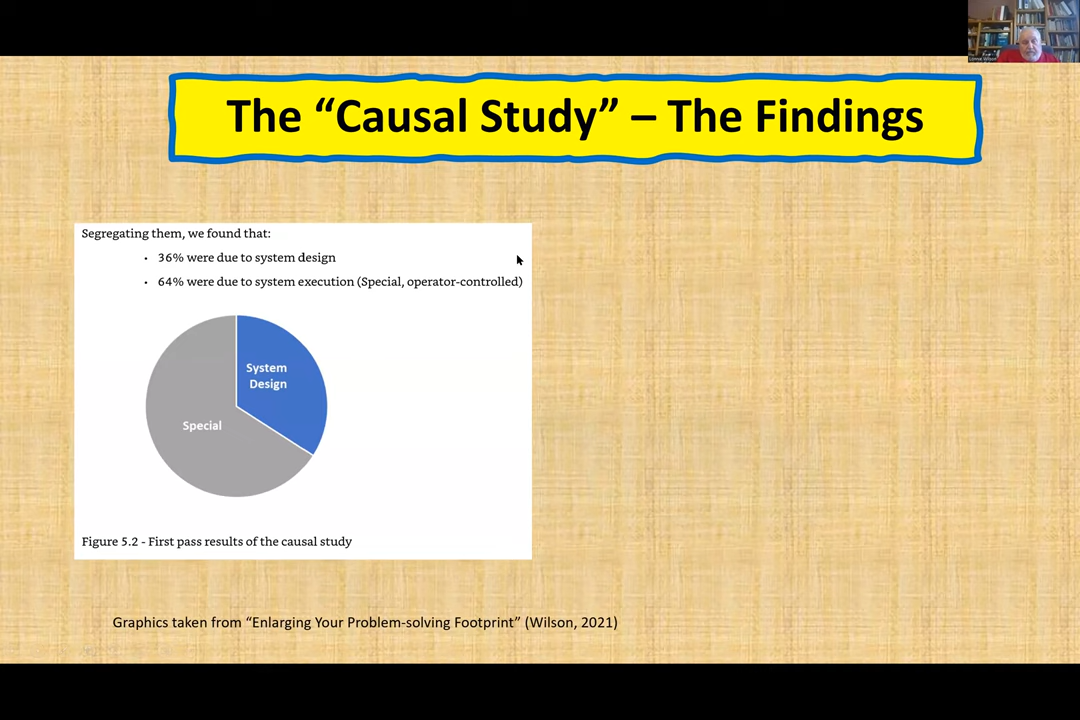 The “Causal Study” – The Findings
Segregating them, we found that:
• 36% were due to system design
• 64% were due to system execution (Special, operator-controlled)
System
Design
Special
Figure 5.2 - First pass results of the causal study
Graphics taken from “Enlarging Your Problem-solving Footprint” (Wilson, 2021)